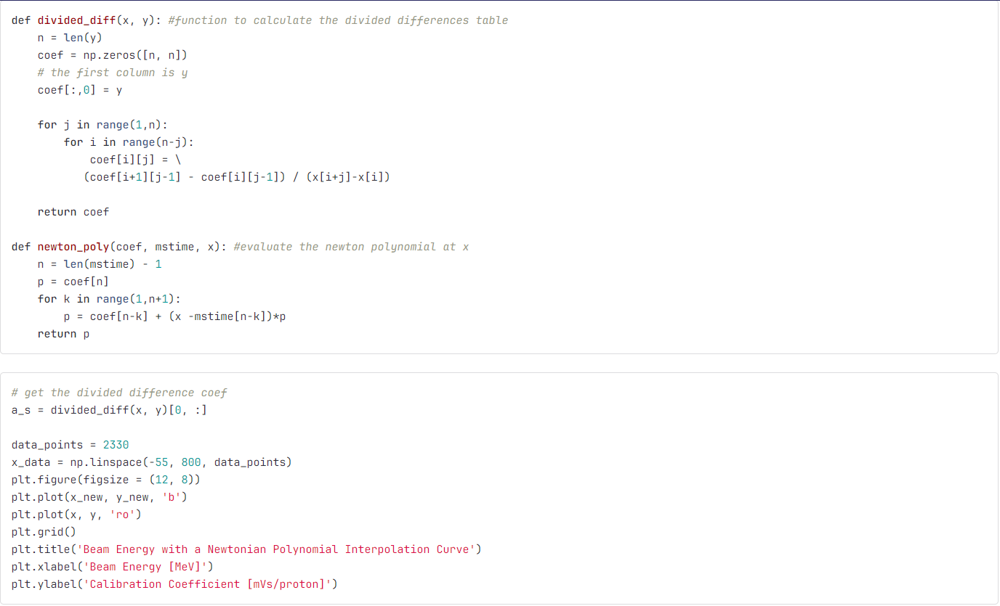 def divided_diff(x, y): #function to calculate the divided differences table
    n = len(y)
    coef = np.zeros([n, n])
    # the first column is y
    coef[:,0] = y

    for j in range(1,n):
        for i in range(n-j):
            coef[i][j] = \
           (coef[i+1][j-1] - coef[i][j-1]) / (x[i+j]-x[i])

    return coef

def newton_poly(coef, mstime, x): #evaluate the newton polynomial at x
    n = len(mstime) - 1
    p = coef[n]
    for k in range(1,n+1):
        p = coef[n-k] + (x -mstime[n-k])*p
    return p

# get the divided difference coef
a_s = divided_diff(x, y)[0, :]

data_points = 2330
x_data = np.linspace(-55, 800, data_points)
plt.figure(figsize = (12, 8))
plt.plot(x_new, y_new, 'b')
plt.plot(x, y, 'ro')
plt.grid()
plt.title('Beam Energy with a Newtonian Polynomial Interpolation Curve')
plt.xlabel('Beam Energy [MeV]')
plt.ylabel('Calibration Coefficient [mVs/proton]')